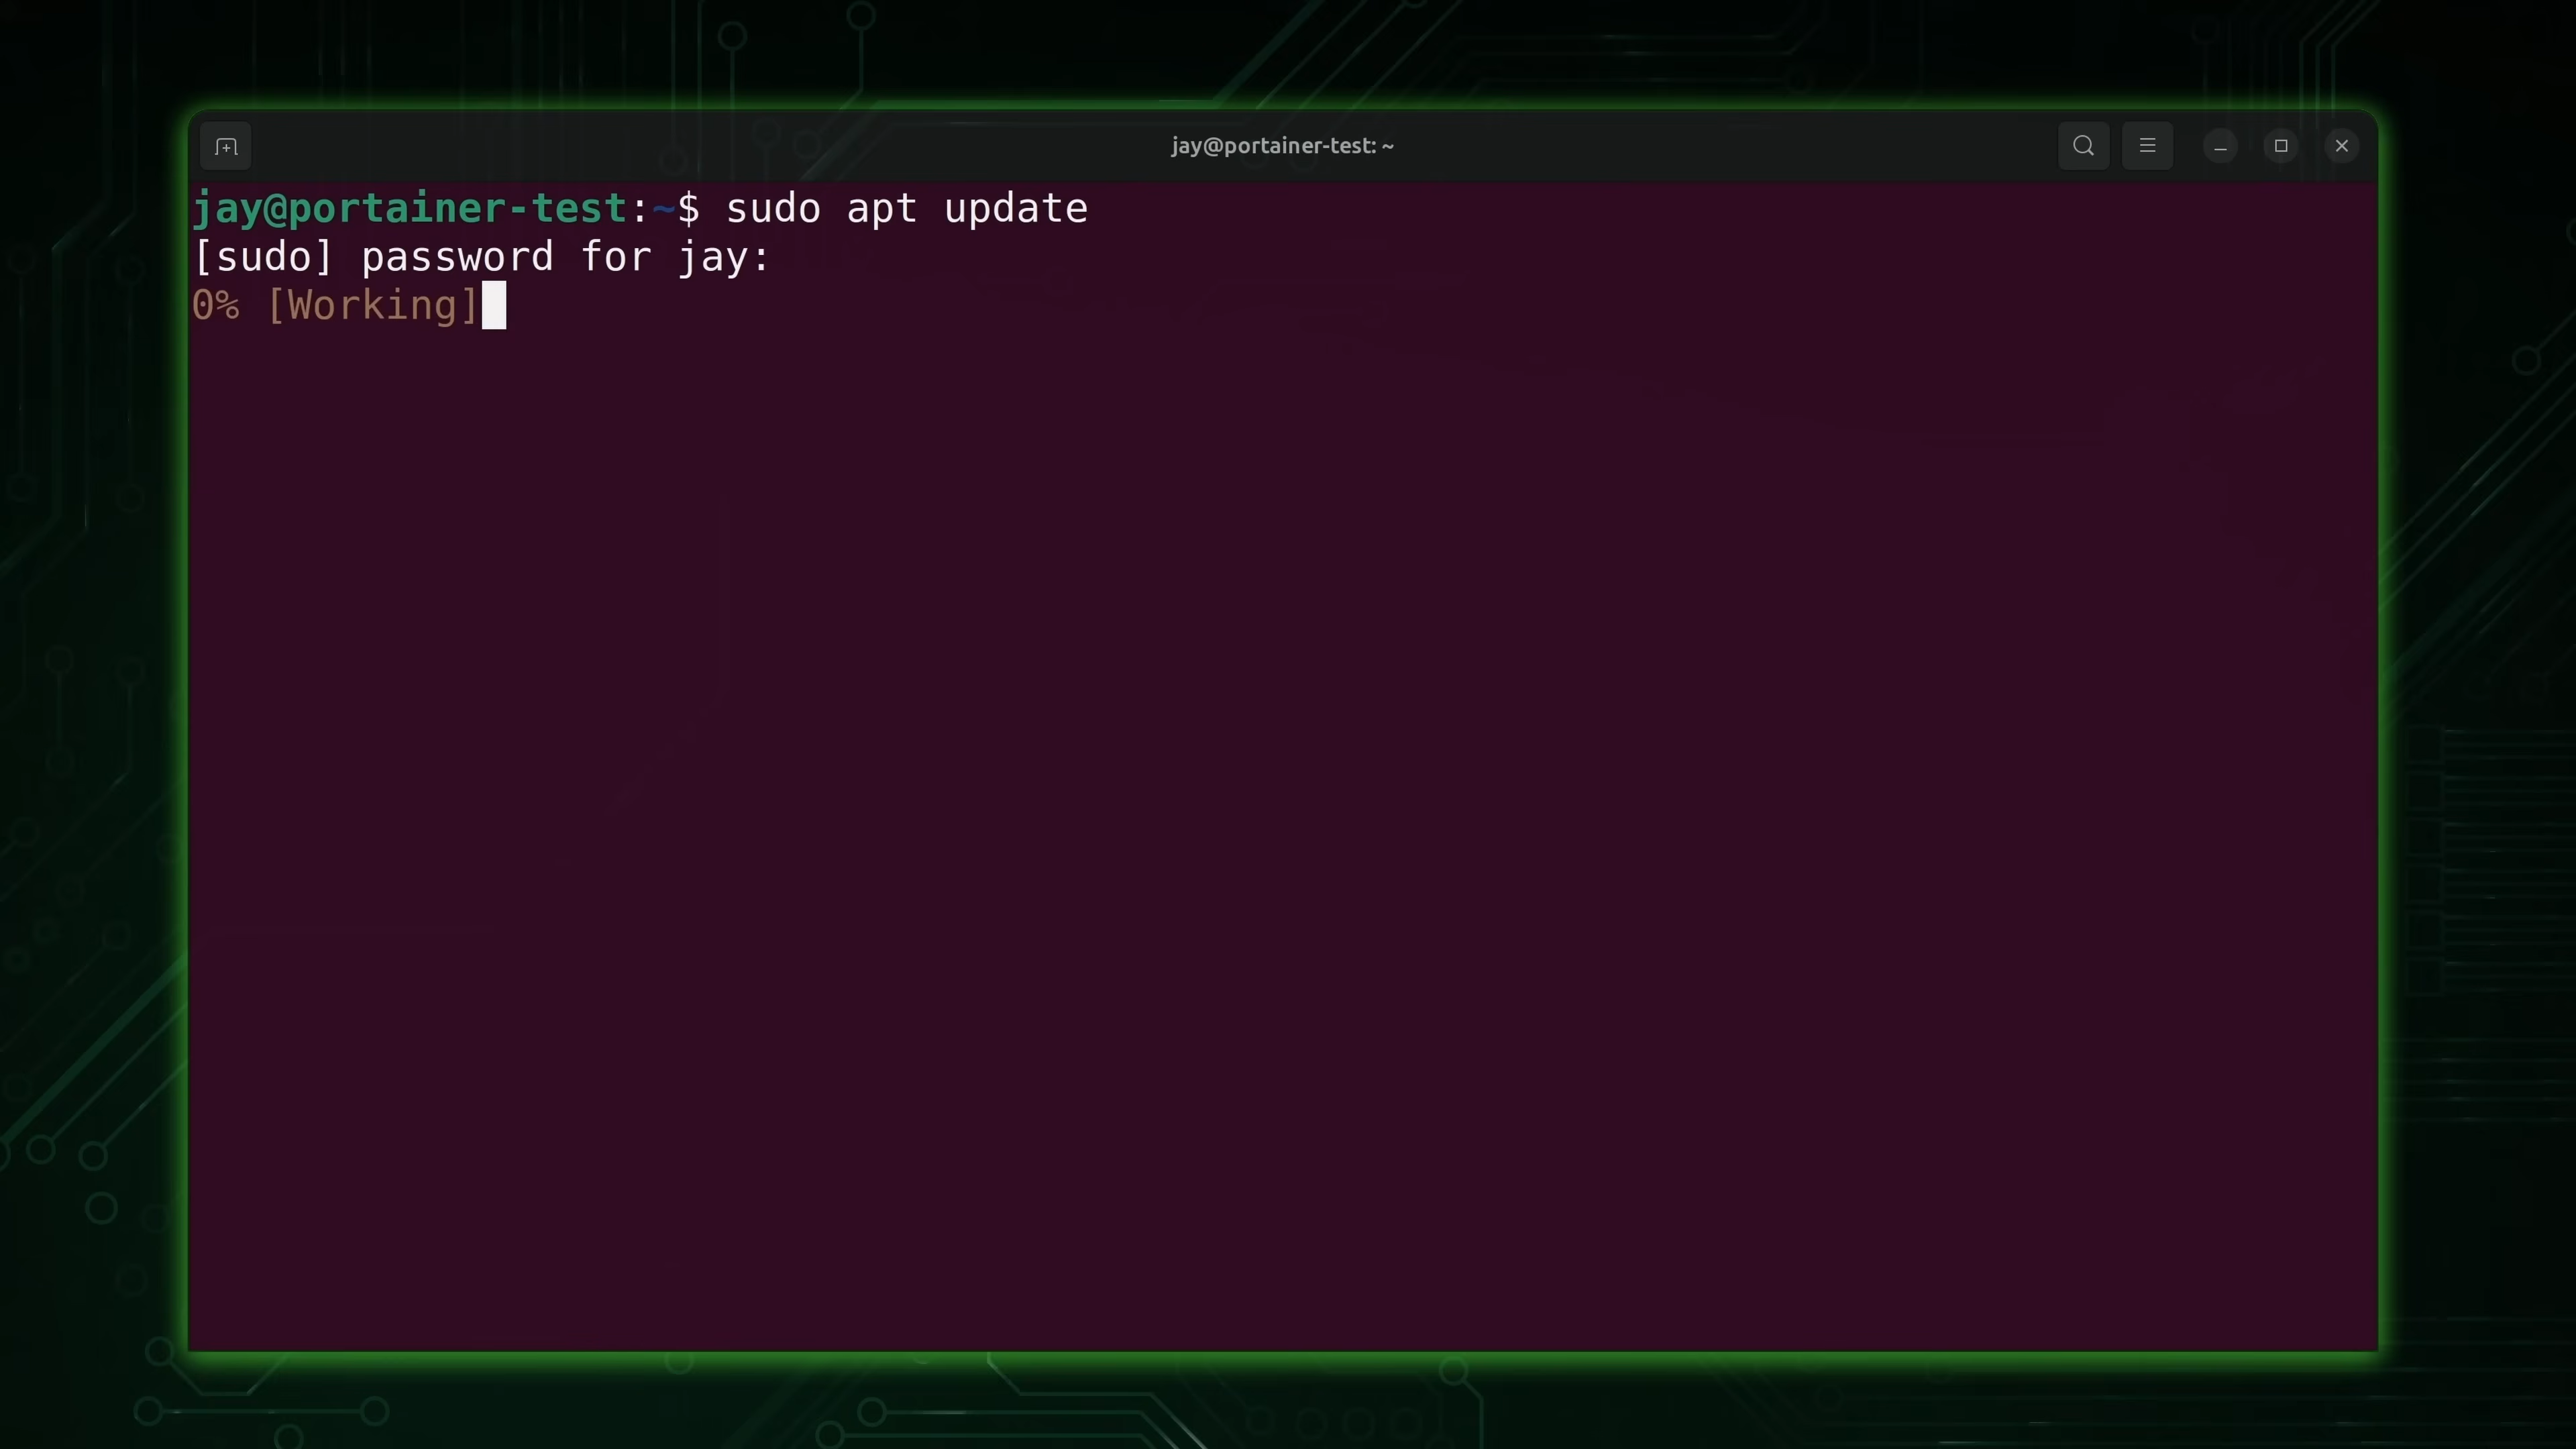 jay@portainer-test: ~
jay@portainer-test:~$ sudo apt update
[sudo] password for jay:
0% [Working]